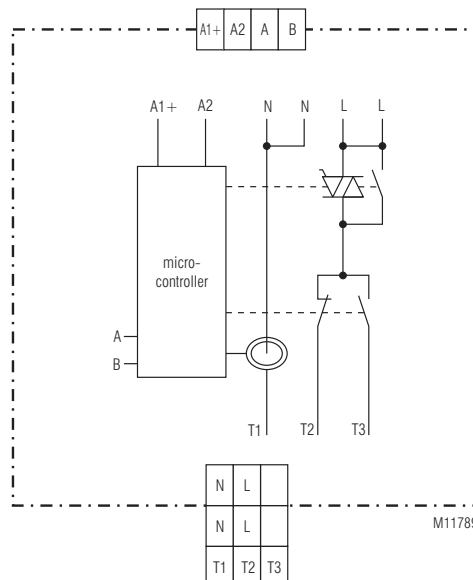 A1+ A2 A B
A1+ A2 N N L L
micro-
controller
A
B
T1 T2 T3
N L
N L
M11789
T1 T2 T3